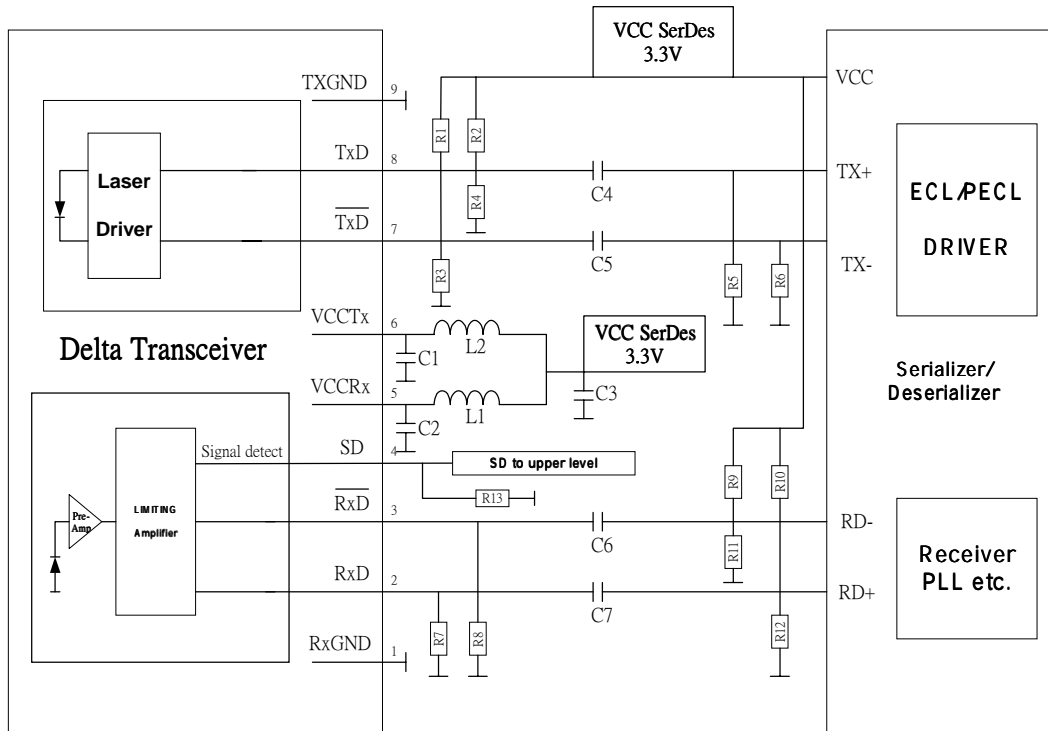 VCC SerDes
3.3V
VCC
TXGND
9
R1
R2
TxD
8
C4
TX+
Laser
Driver
R4
ECL/PECL
DRIVER
TxD
7
C5
TX-
R3
R5
R6
VCCTx
6
L2
C1
Delta Transceiver
VCC SerDes
3.3V
C3
VCCRx
5
L1
C2
Serializer/
Deserializer
Signal detect
SD
4
SD to upper level
R13
R9
R10
Pre-
Amp
LIMITING
Amplifier
RxD
3
C6
RD-
R11
Receiver
PLL etc.
RxD
2
C7
RD+
R7
R8
R12
RxGND
1